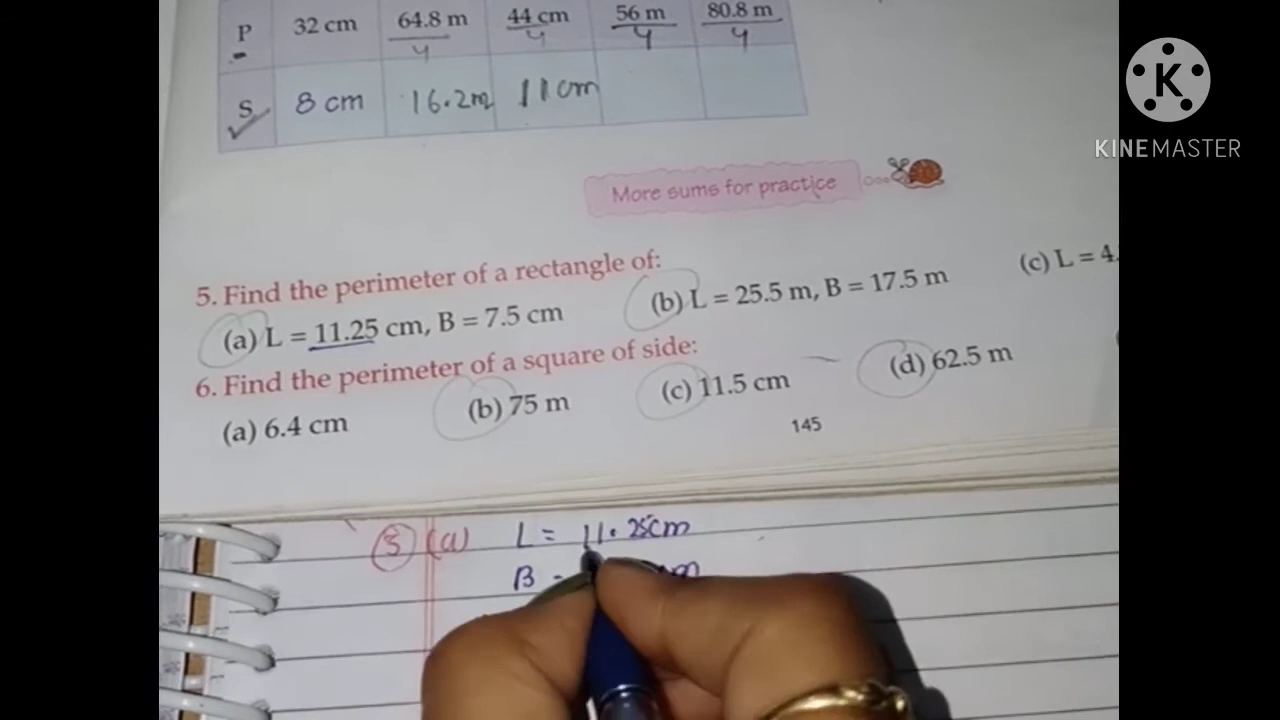 P 32 cm 64.8 m 44 cm 56 m 80.8 m
4 4 4 4
S 8 cm 16.2m 11cm
K
KINEMASTER
More sums for practice
5. Find the perimeter of a rectangle of:
(a) L = 11.25 cm, B = 7.5 cm (b) L = 25.5 m, B = 17.5 m (c) L = 4.
6. Find the perimeter of a square of side:
(a) 6.4 cm (b) 75 m (c) 11.5 cm (d) 62.5 m
145
5 (a) L = 11.25cm
B